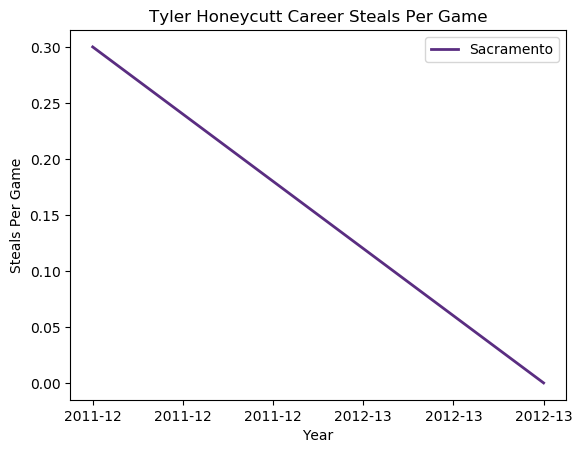 Tyler Honeycutt Career Steals Per Game
Sacramento
0.30
0.25
0.20
0.15
0.10
0.05
0.00
Steals Per Game
2011-12 2011-12 2011-12 2012-13 2012-13 2012-13
Year